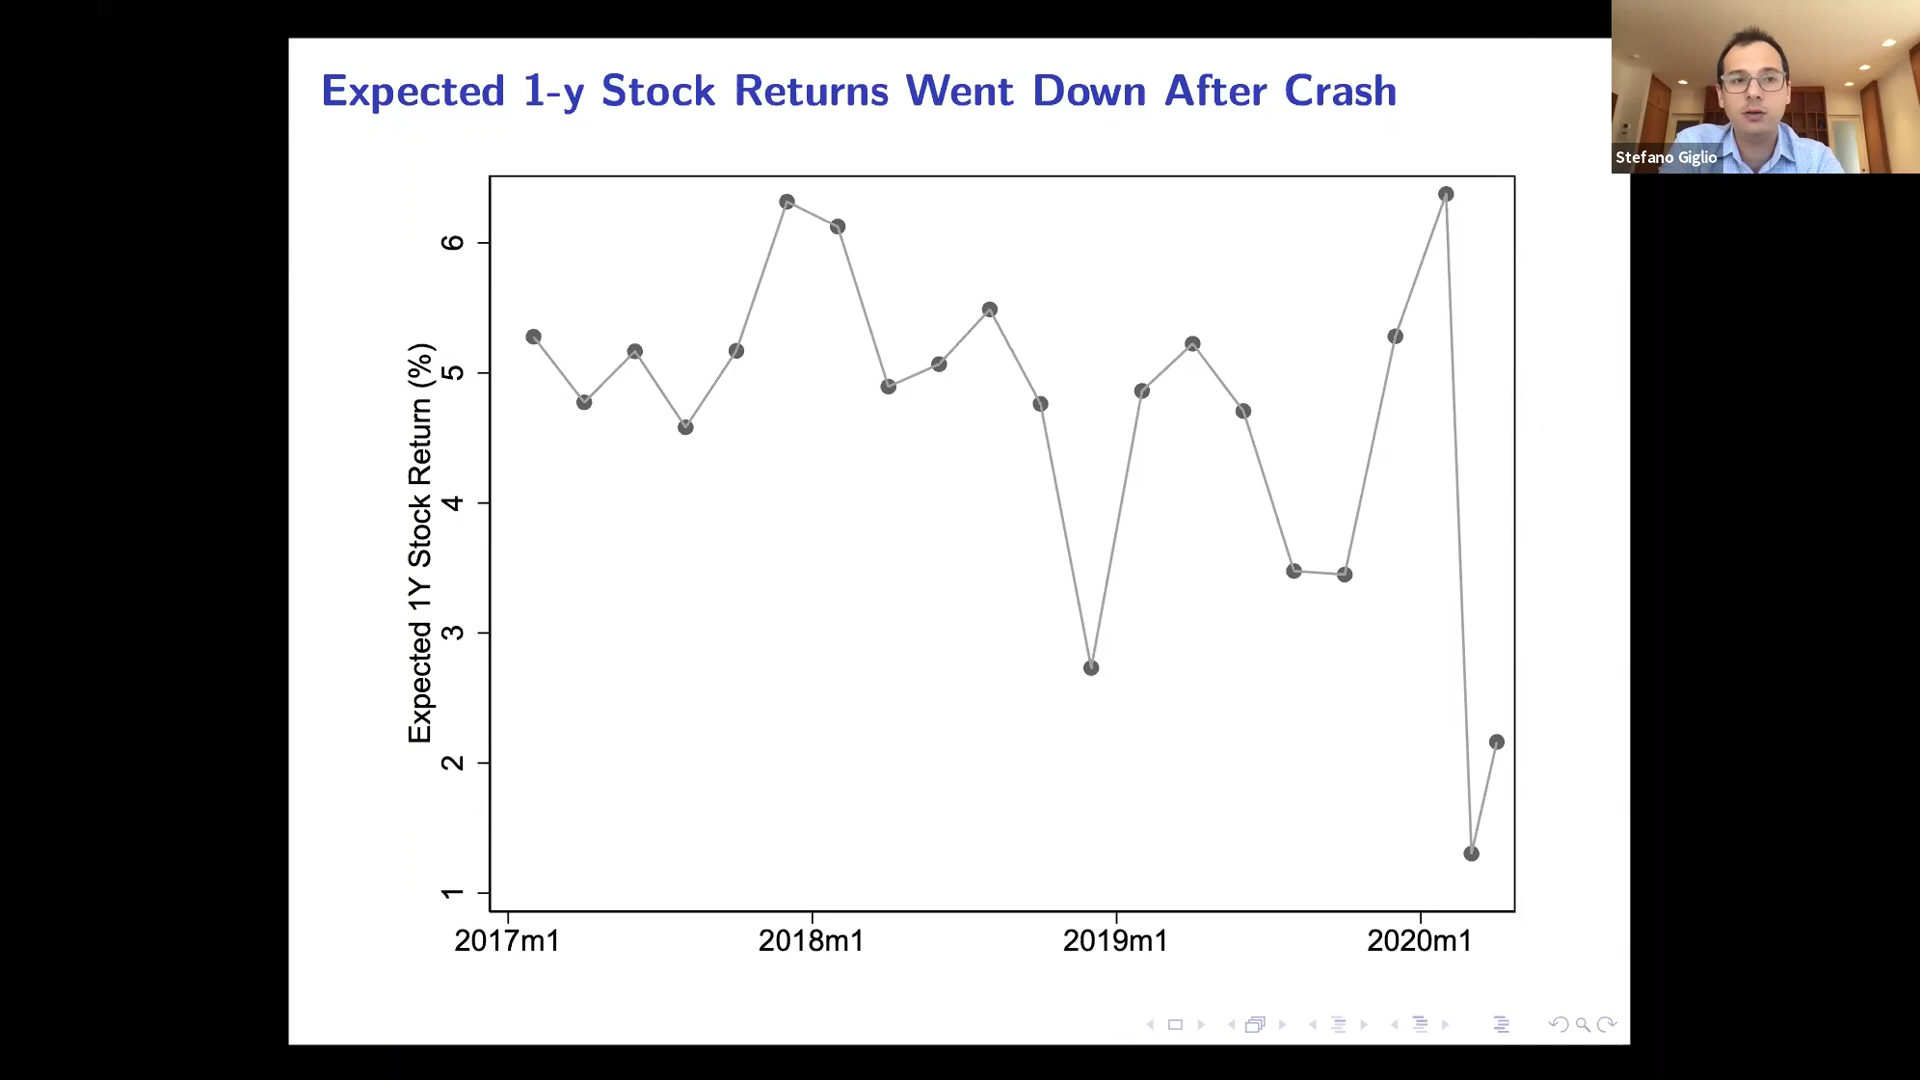 Expected 1-y Stock Returns Went Down After Crash
Stefano Giglio
Expected 1Y Stock Return (%)
6
5
4
3
2
1
2017m1
2018m1
2019m1
2020m1